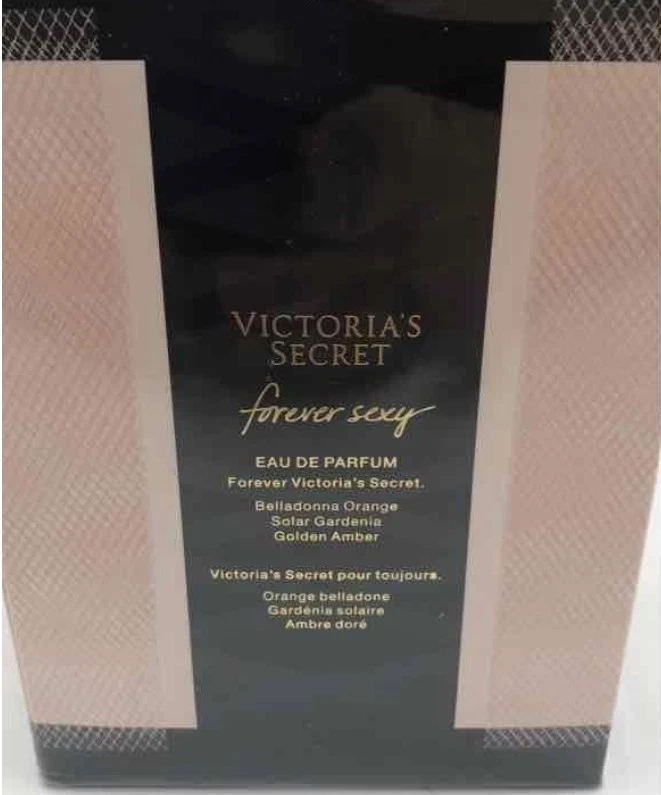 VICTORIA'S
SECRET
forever sexy
EAU DE PARFUM
Forever Victoria's Secret.
Belladonna Orange
Solar Gardenia
Golden Amber
Victoria's Secret pour toujours.
Orange belladone
Gardénia solaire
Ambre doré